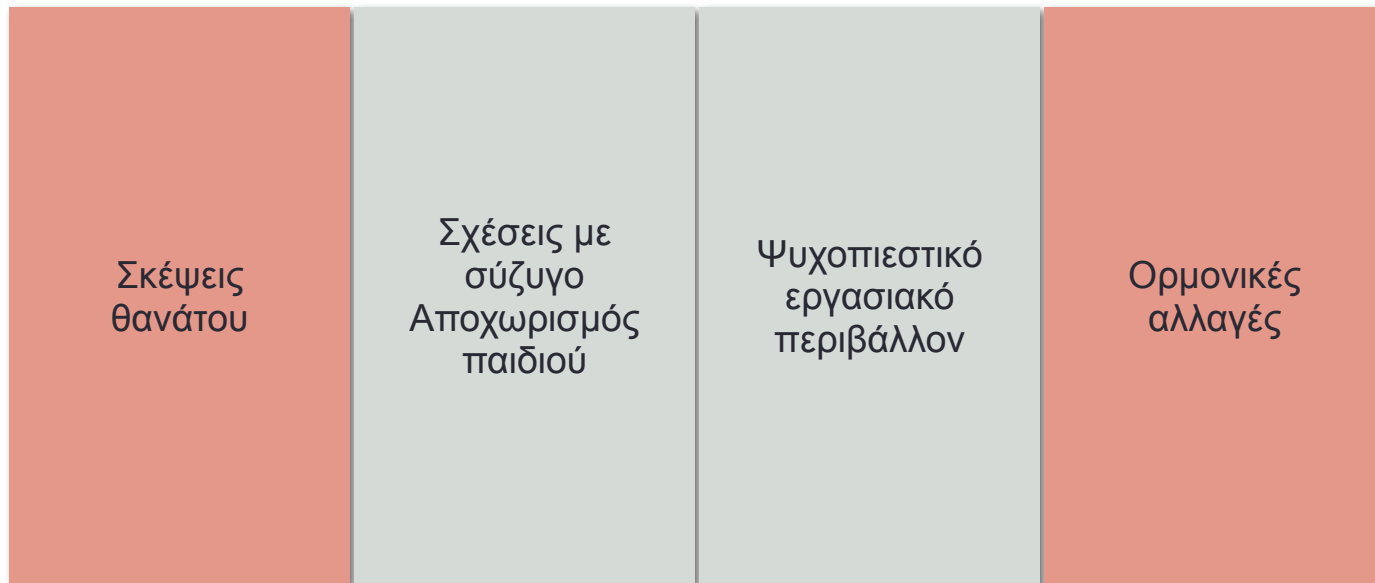 Σκέψεις
θανάτου
Σχέσεις με
σύζυγο
Αποχωρισμός
παιδιού
Ψυχοπιεστικό
εργασιακό
περιβάλλον
Ορμονικές
αλλαγές